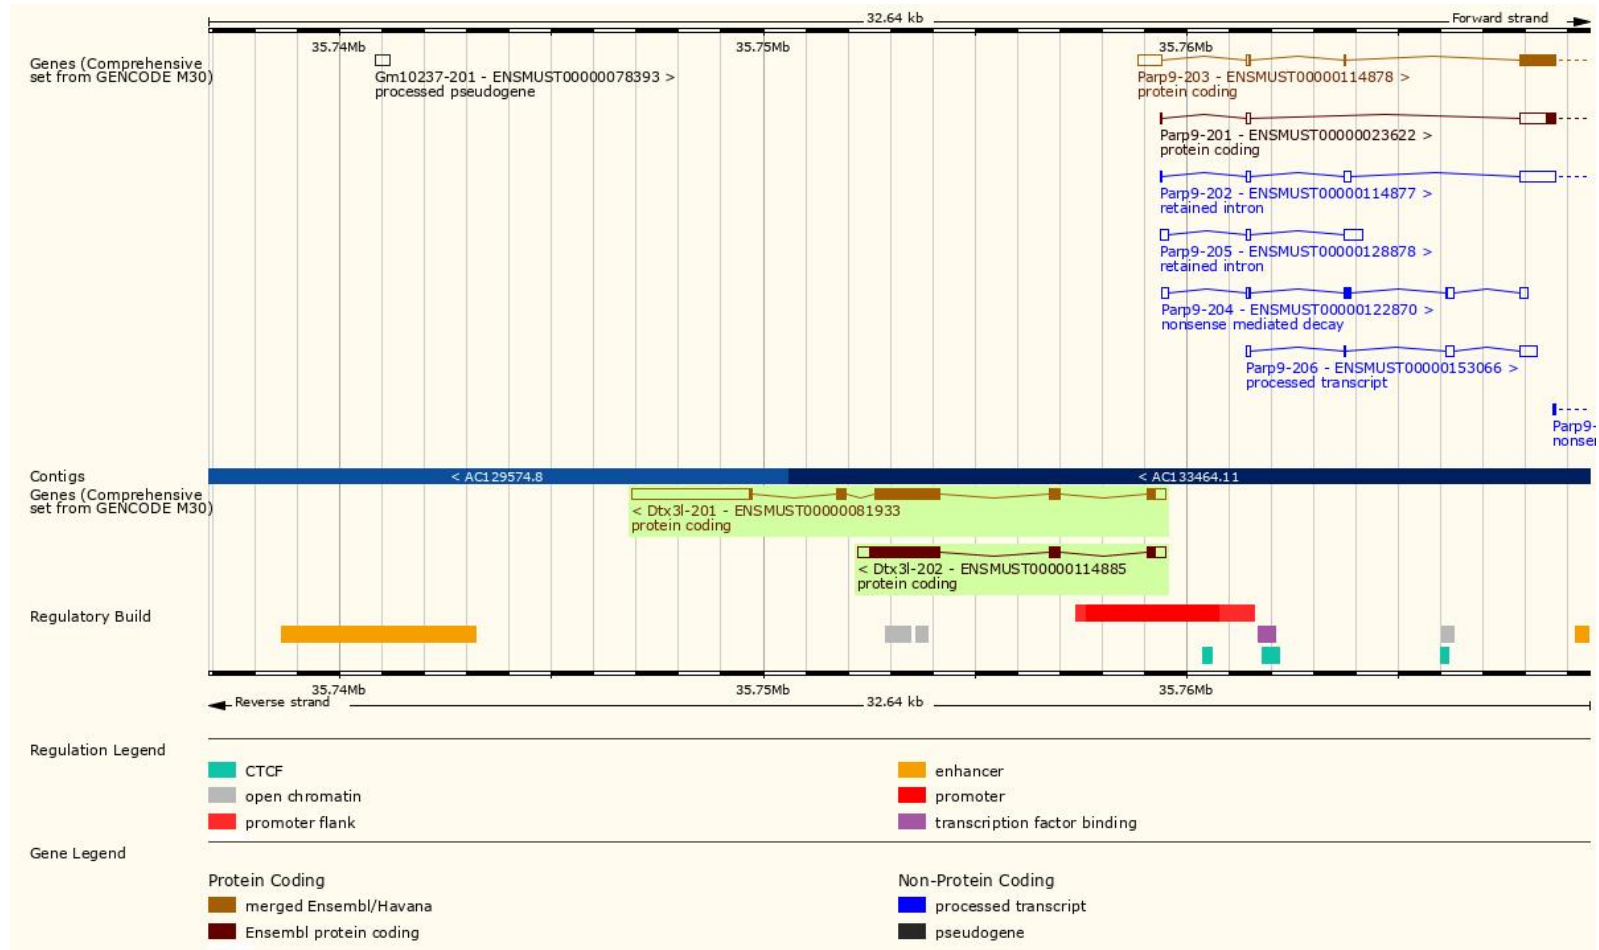 32.64 kb
Forward strand
35.74Mb 35.75Mb 35.76Mb
Genes (Comprehensive
set from GENCODE M30)
Gm10237-201 - ENSMUST00000078393 >
processed pseudogene
Parp9-203 - ENSMUST00000114878 >
protein coding
Parp9-201 - ENSMUST00000023622 >
protein coding
Parp9-202 - ENSMUST00000114877 >
retained intron
Parp9-205 - ENSMUST00000128878 >
retained intron
Parp9-204 - ENSMUST00000122870 >
nonsense mediated decay
Parp9-206 - ENSMUST00000153066 >
processed transcript
Parp9-
nonser
Contigs
< AC129574.8
< AC133464.11
Genes (Comprehensive
set from GENCODE M30)
< Dtx3l-201 - ENSMUST00000081933
protein coding
< Dtx3l-202 - ENSMUST00000114885
protein coding
Regulatory Build
35.74Mb 35.75Mb 35.76Mb
Reverse strand
32.64 kb
Regulation Legend
CTCF
enhancer
open chromatin
promoter
promoter flank
transcription factor binding
Gene Legend
Protein Coding
Non-Protein Coding
merged Ensembl/Havana
processed transcript
Ensembl protein coding
pseudogene